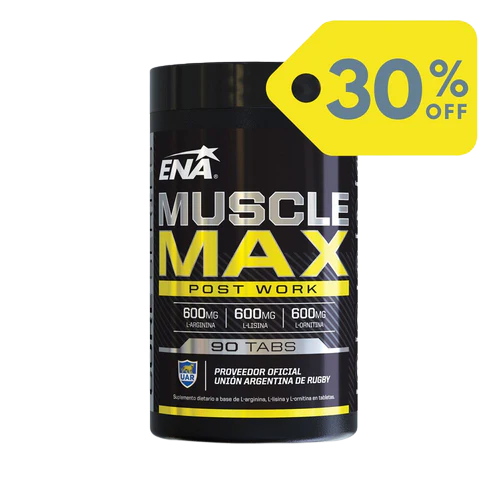 30% OFF
ENA®
MUSCLE
MAX
POST WORK
600MG 600MG 600MG
L-ARGININA L-LISINA L-ORNITINA
90 TABS
UAR
PROVEEDOR OFICIAL
UNIÓN ARGENTINA DE RUGBY
Suplemento dietario a base de L-arginina, L-lisina y L-ornitina en tabletas.